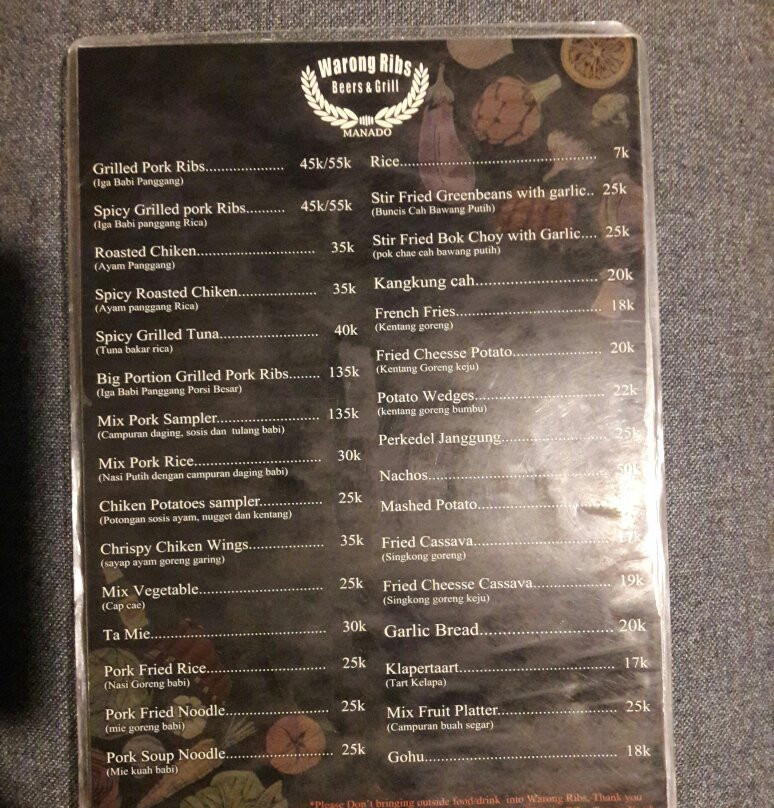 Warong Ribs
Beers & Grill
MANADO
Grilled Pork Ribs..................... 45k/55k
(Iga Babi Panggang)
Spicy Grilled pork Ribs.......... 45k/55k
(Iga Babi panggang Rica)
Roasted Chiken............................... 35k
(Ayam Panggang)
Spicy Roasted Chiken..................... 35k
(Ayam panggang Rica)
Spicy Grilled Tuna......................... 40k
(Tuna bakar rica)
Big Portion Grilled Pork Ribs........ 135k
(Iga Babi Panggang Porsi Besar)
Mix Pork Sampler........................... 135k
(Campuran daging, sosis dan tulang babi)
Mix Pork Rice................................. 30k
(Nasi Putih dengan campuran daging babi)
Chiken Potatoes sampler................ 25k
(Potongan sosis ayam, nugget dan kentang)
Chrispy Chiken Wings.................... 35k
(sayap ayam goreng garing)
Mix Vegetable................................. 25k
(Cap cae)
Ta Mie............................................. 30k
Pork Fried Rice............................... 25k
(Nasi Goreng babi)
Pork Fried Noodle........................... 25k
(mie goreng babi)
Pork Soup Noodle............................ 25k
(Mie kuah babi)
Rice.................................................... 7k
Stir Fried Greenbeans with garlic.. 25k
(Buncis Cah Bawang Putih)
Stir Fried Bok Choy with Garlic.... 25k
(pok chae cah bawang putih)
Kangkung cah................................ 20k
French Fries...................................... 18k
(Kentang goreng)
Fried Cheesse Potato........................ 20k
(Kentang Goreng keju)
Potato Wedges.................................. 22k
(kentang goreng bumbu)
Perkedel Janggung........................... 25k
Nachos.............................................. 50k
Mashed Potato..................................
Fried Cassava................................... 17k
(Singkong goreng)
Fried Cheesse Cassava.................... 19k
(Singkong goreng keju)
Garlic Bread.................................. 20k
Klapertaart........................................ 17k
(Tart Kelapa)
Mix Fruit Platter.............................. 25k
(Campuran buah segar)
Gohu.................................................. 18k
*Please Don't bringing outside food/drink into Warong Ribs, Thank you